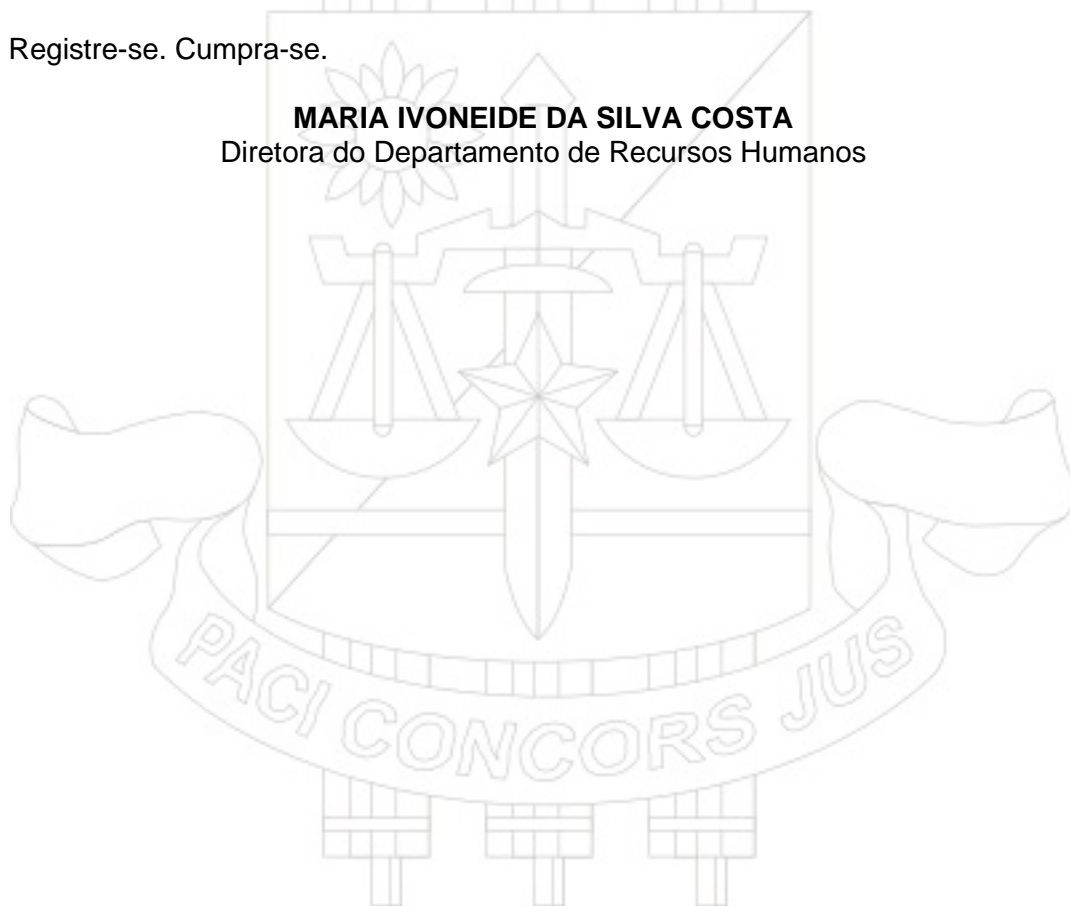 Registre-se. Cumpra-se.
MARIA IVONEIDE DA SILVA COSTA
Diretora do Departamento de Recursos Humanos
PACI CONCORS JUS